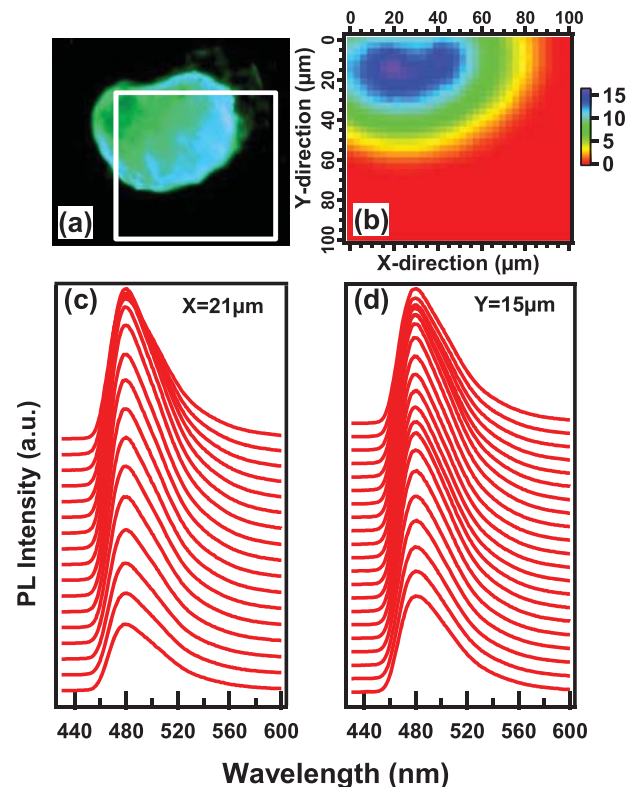 (a)
0 20 40 60 80 100
0
20
40
60
80
100
Y-direction (µm)
(b)
X-direction (µm)
15
10
5
0
(c)
X=21µm
(d)
Y=15µm
PL Intensity (a.u.)
440 480 520 560 600
440 480 520 560 600
Wavelength (nm)